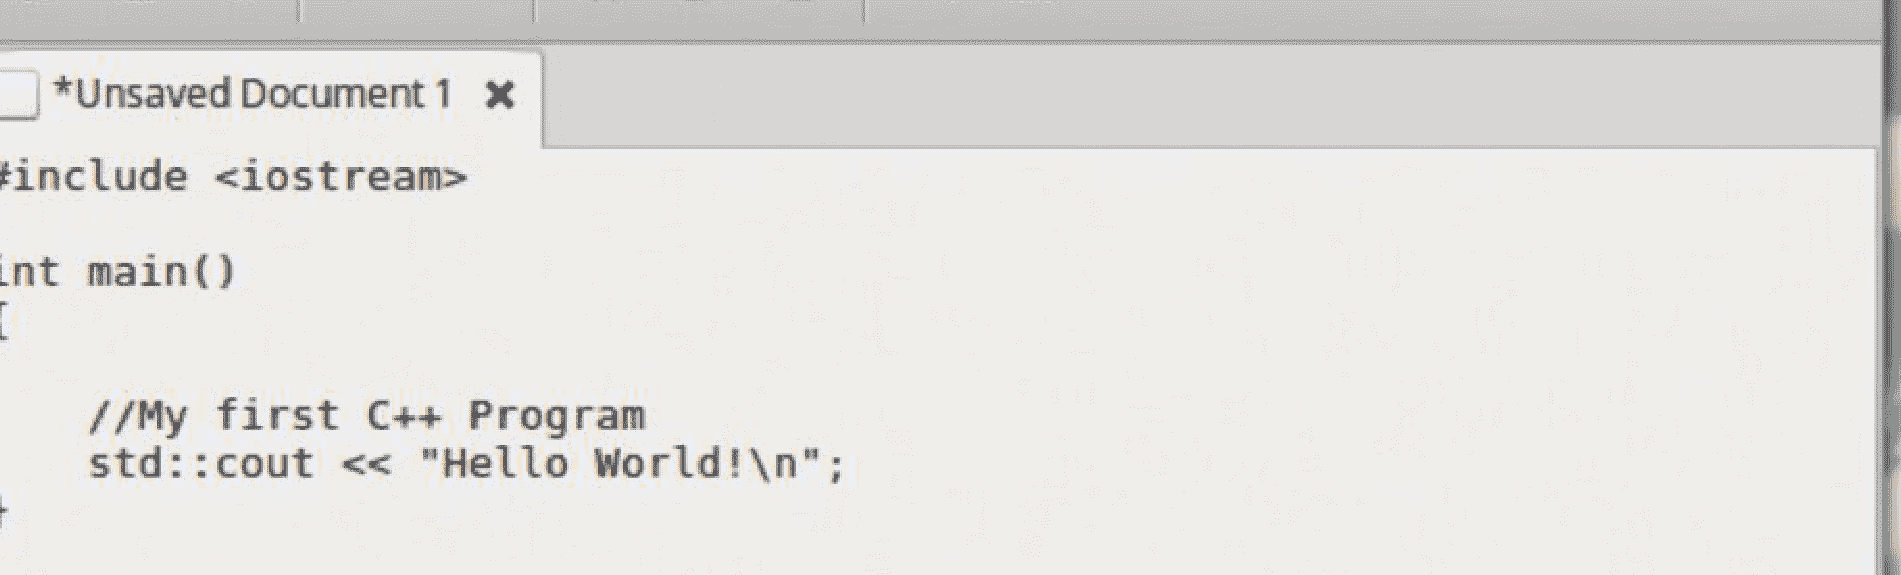 *Unsaved Document 1
#include <iostream>
int main()
{
//My first C++ Program
std::cout << "Hello World!\n";
}